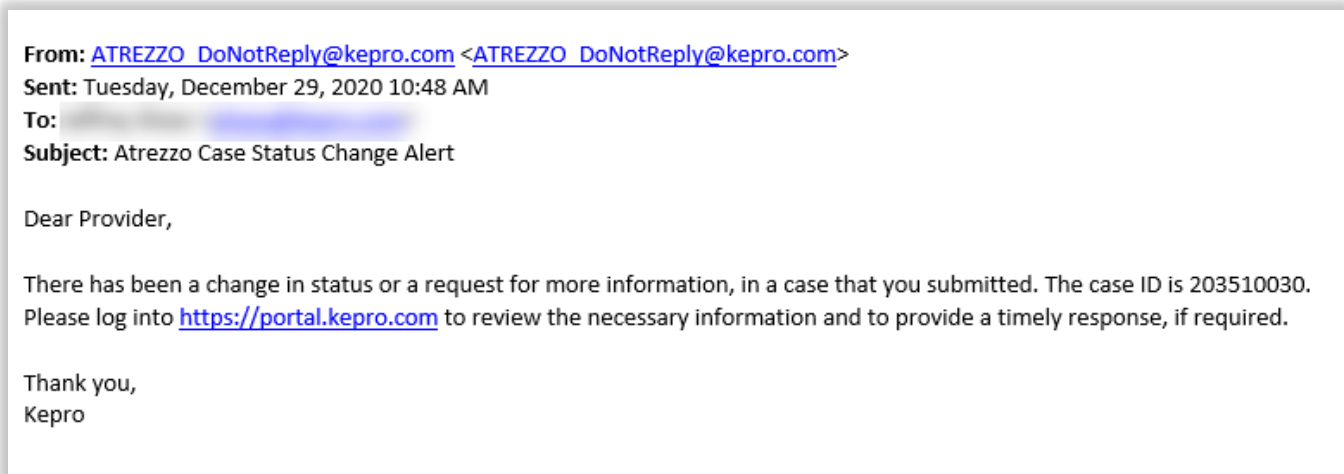 From: ATREZZO_DoNotReply@kepro.com <ATREZZO_DoNotReply@kepro.com>
Sent: Tuesday, December 29, 2020 10:48 AM
To:
Subject: Atrezzo Case Status Change Alert
Dear Provider,
There has been a change in status or a request for more information, in a case that you submitted. The case ID is 203510030.
Please log into https://portal.kepro.com to review the necessary information and to provide a timely response, if required.
Thank you,
Kepro